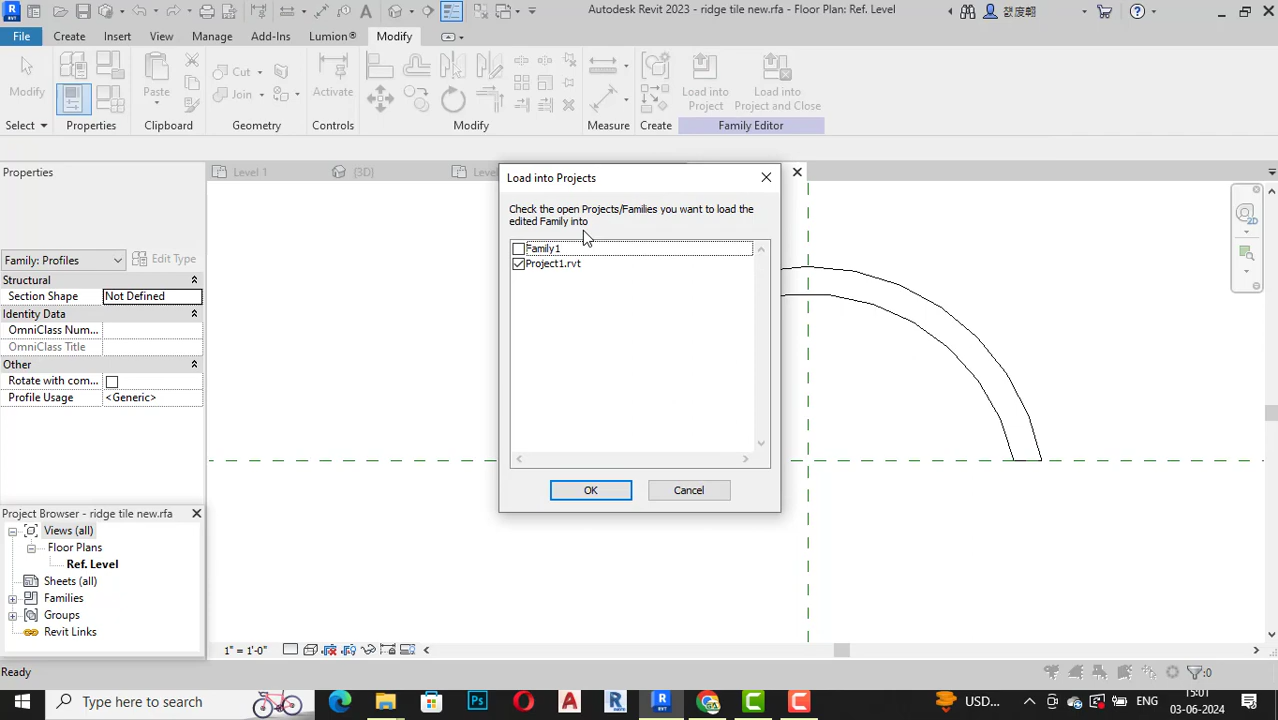 Autodesk Revit 2023 - ridge tile new.rfa - Floor Plan: Ref. Level
File Create Insert View Manage Add-Ins Lumion® Modify
Modify Paste Cut Join Activate Load into Project Load into Project and Close
Select Properties Clipboard Geometry Controls Modify Measure Create Family Editor
Properties
Level 1 {3D} Level
Family: Profiles Edit Type
Structural
Section Shape Not Defined
Identity Data
OmniClass Num...
OmniClass Title
Other
Rotate with com...
Profile Usage <Generic>
Load into Projects
Check the open Projects/Families you want to load the
edited Family into
Family1
Project1.rvt
OK Cancel
Project Browser - ridge tile new.rfa
Views (all)
Floor Plans
Ref. Level
Sheets (all)
Families
Groups
Revit Links
1" = 1'-0"
Ready :0
Type here to search USD... ENG 15:01
03-06-2024